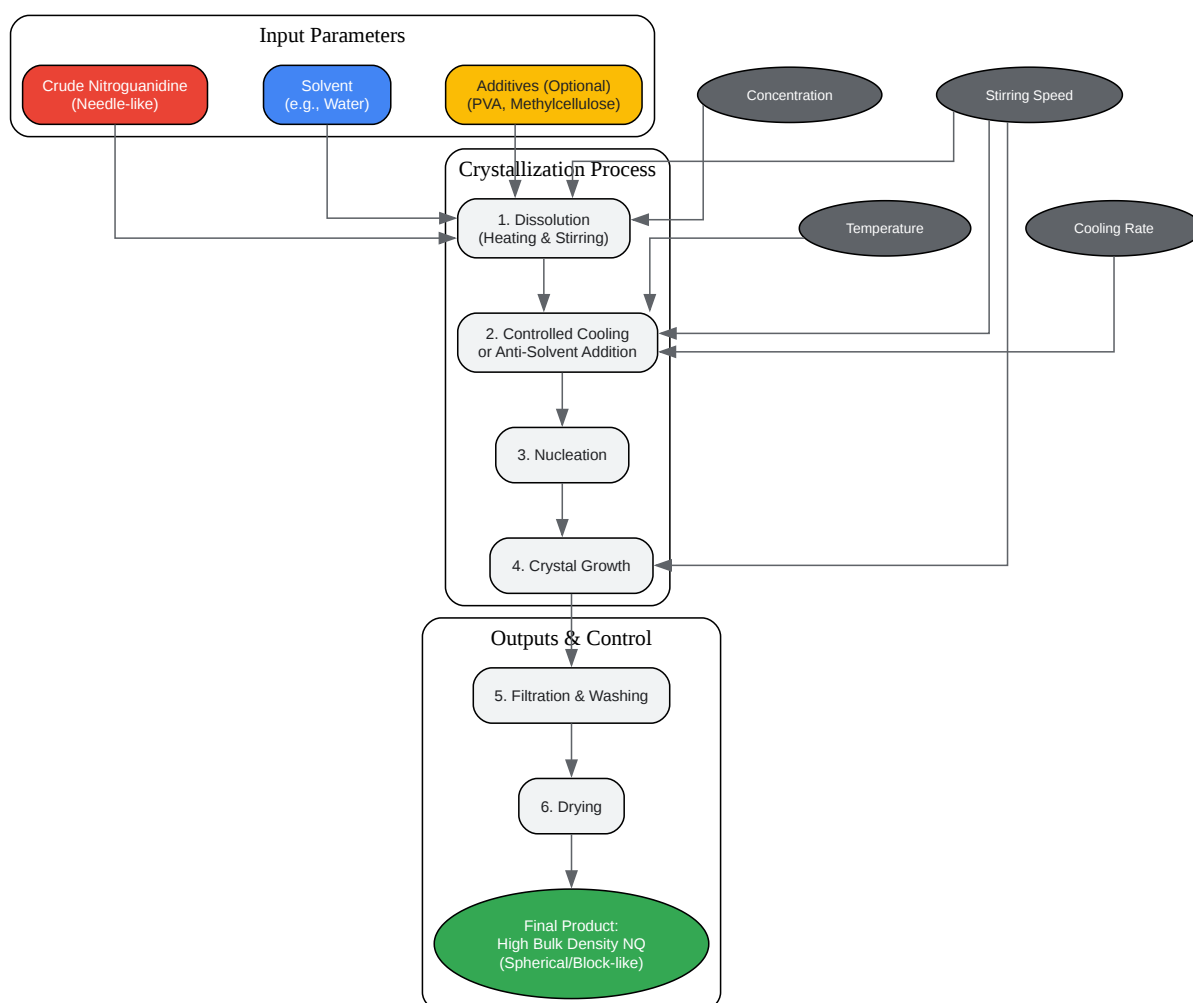 Input Parameters
Crude Nitroguanidine
(Needle-like)
Solvent
(e.g., Water)
Additives (Optional)
(PVA, Methylcellulose)
Concentration
Stirring Speed
Crystallization Process
1. Dissolution
(Heating & Stirring)
Temperature
Cooling Rate
2. Controlled Cooling
or Anti-Solvent Addition
3. Nucleation
4. Crystal Growth
Outputs & Control
5. Filtration & Washing
6. Drying
Final Product:
High Bulk Density NQ
(Spherical/Block-like)